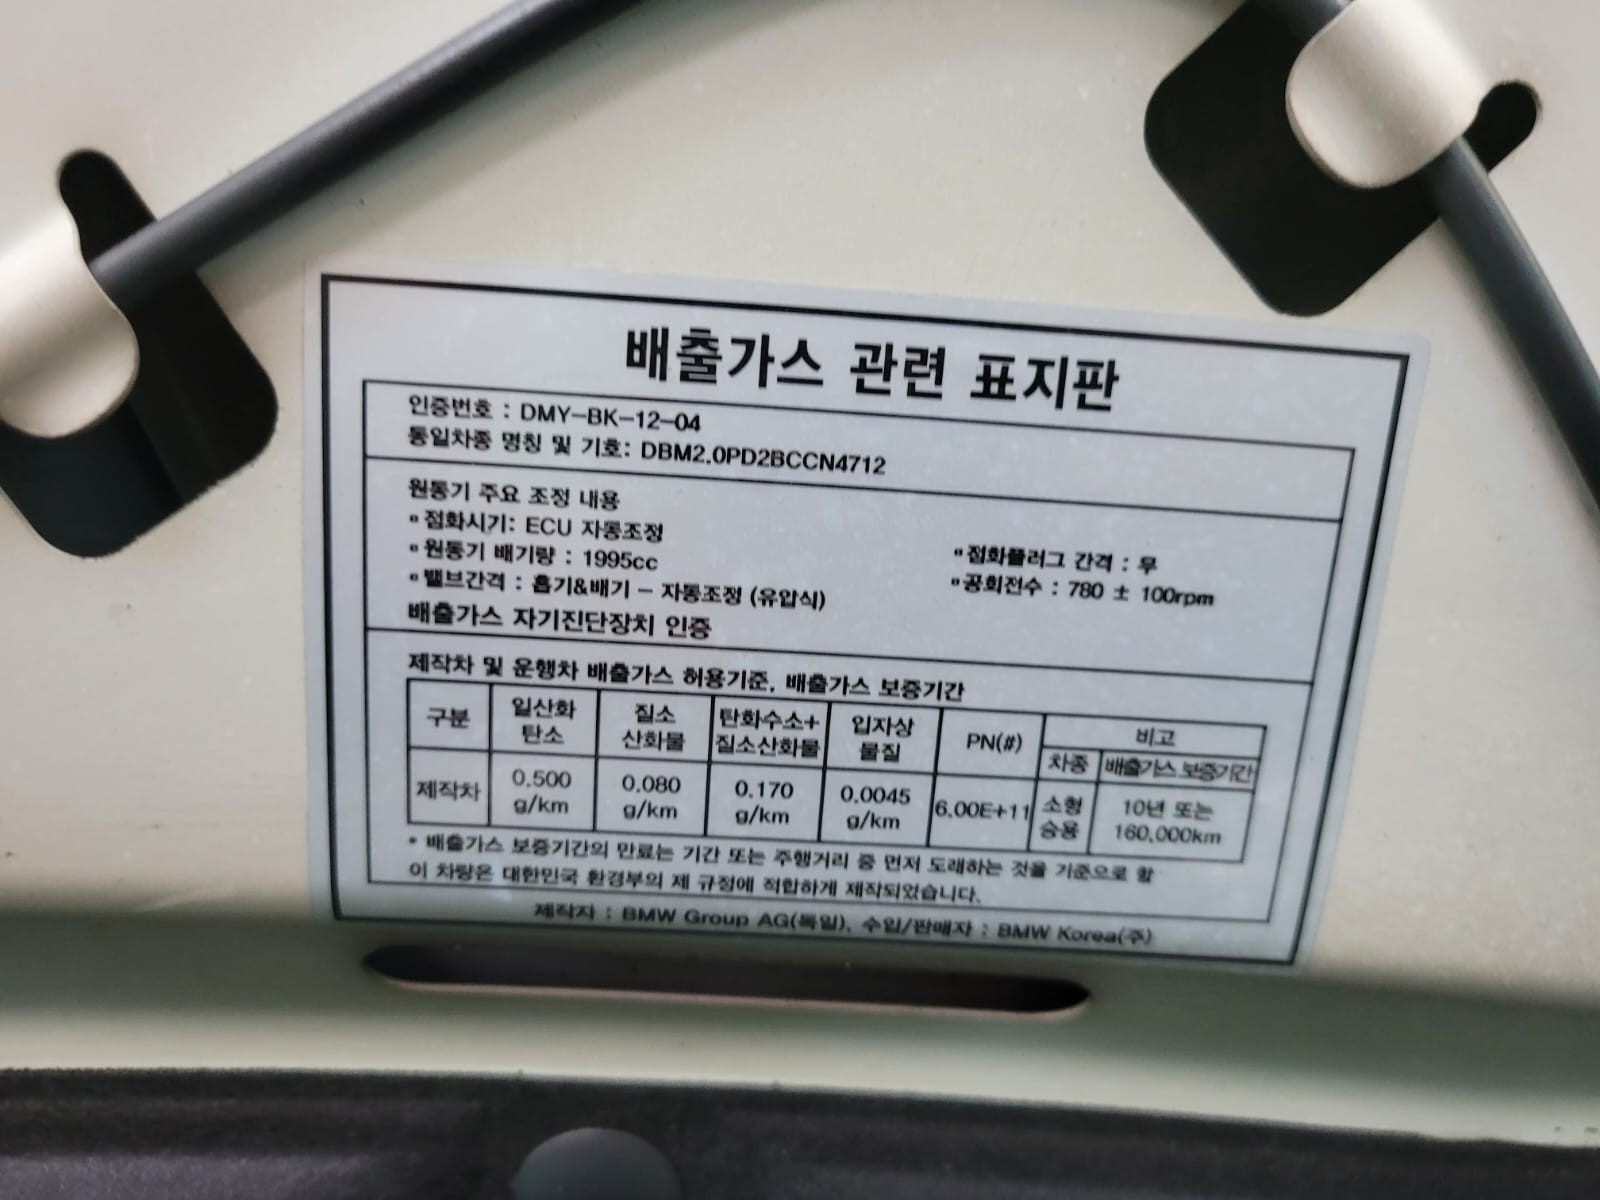 배출가스 관련 표지판
인증번호 : DMY-BK-12-04
동일차종 명칭 및 기호: DBM2.0PD2BCCN4712
원동기 주요 조정 내용
▫점화시기: ECU 자동조정
▫원동기 배기량 : 1995cc ▫점화플러그 간격 : 무
▫밸브간격 : 흡기&배기 - 자동조정 (유압식) ▫공회전수 : 780 ± 100rpm
배출가스 자기진단장치 인증
제작차 및 운행차 배출가스 허용기준, 배출가스 보증기간
구분 일산화 탄소 질소 산화물 탄화수소+ 질소산화물 입자상 물질 PN(#) 비고
차종 배출가스 보증기간
제작차 0.500 g/km 0.080 g/km 0.170 g/km 0.0045 g/km 6.00E+11 소형 승용 10년 또는 160,000km
* 배출가스 보증기간의 만료는 기간 또는 주행거리 중 먼저 도래하는 것을 기준으로 함
이 차량은 대한민국 환경부의 제 규정에 적합하게 제작되었습니다.
제작자 : BMW Group AG(독일), 수입/판매자 : BMW Korea(주)